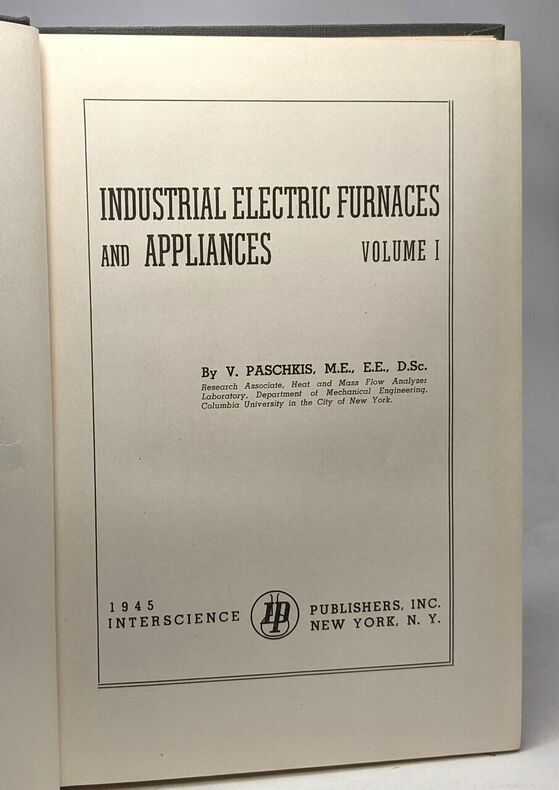 INDUSTRIAL ELECTRIC FURNACES
AND APPLIANCES VOLUME I
By V. PASCHKIS, M.E., E.E., D.Sc.
Research Associate, Heat and Mass Flow Analyzer
Laboratory, Department of Mechanical Engineering,
Columbia University in the City of New York.
1945
INTERSCIENCE
IP
PUBLISHERS, INC.
NEW YORK, N. Y.